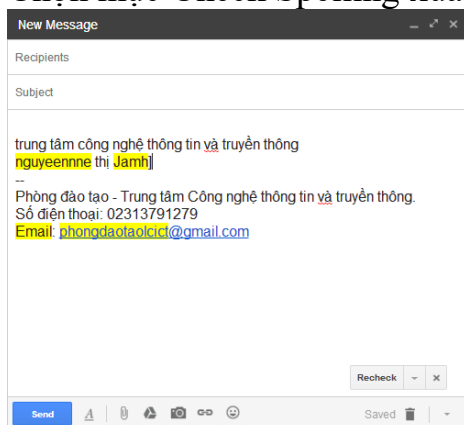 New Message
Recipients
Subject
trung tâm công nghệ thông tin và truyền thông
nguyeennne thị Jamh]
--
Phòng đào tạo - Trung tâm Công nghệ thông tin và truyền thông.
Số điện thoại: 02313791279
Email: phongdaotaolcict@gmail.com
Recheck
Send
Saved